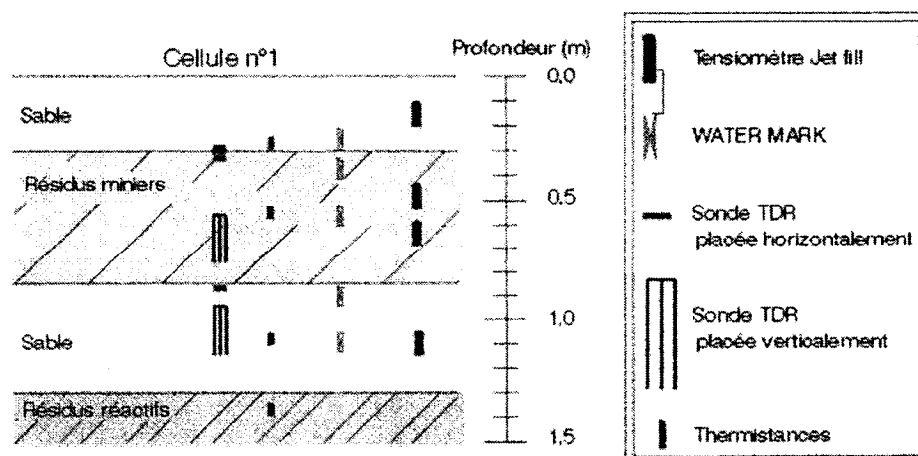 Cellule n°1
Profondeur (m)
0,0
Sable
Résidus miniers
0.5
1.0
Sable
Résidus réactifs
1,5
Tensiomètre Jet fill
WATER MARK
Sonde TDR
placée horizontalement
Sonde TDR
placée verticalement
Thermistances